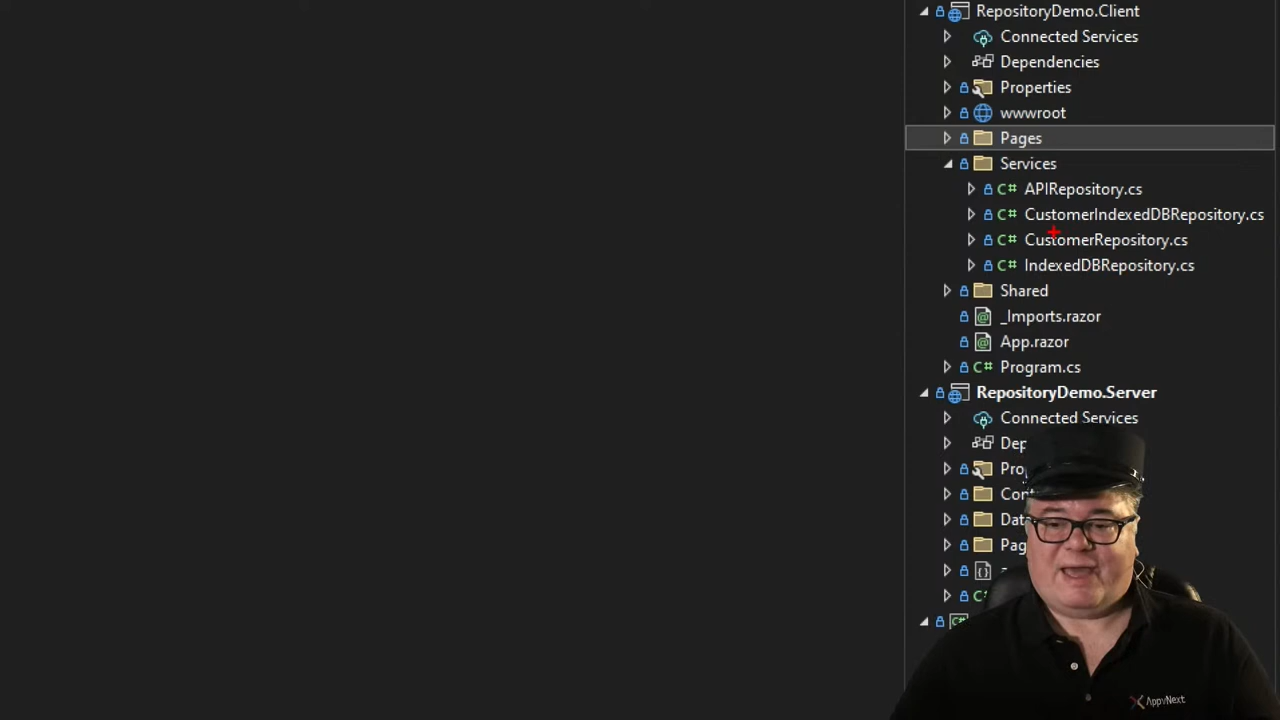 RepositoryDemo.Client
Connected Services
Dependencies
Properties
wwwroot
Pages
Services
C# APIRepository.cs
C# CustomerIndexedDBRepository.cs
C# CustomerRepository.cs
C# IndexedDBRepository.cs
Shared
_Imports.razor
App.razor
C# Program.cs
RepositoryDemo.Server
Connected Services
AppvNext